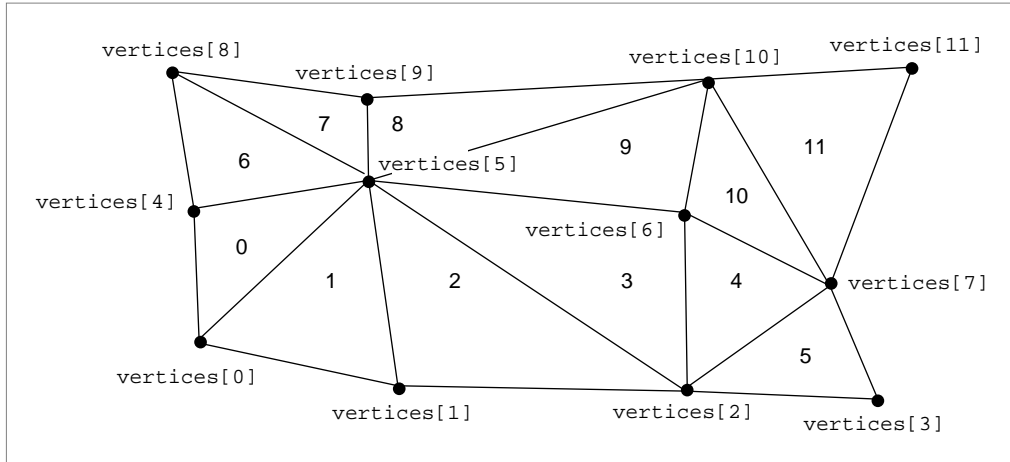 vertices[8]
vertices[9]
vertices[10]
vertices[11]
7
8
9
11
6
vertices[5]
vertices[4]
10
vertices[6]
0
1
2
3
4
vertices[7]
5
vertices[0]
vertices[1]
vertices[2]
vertices[3]